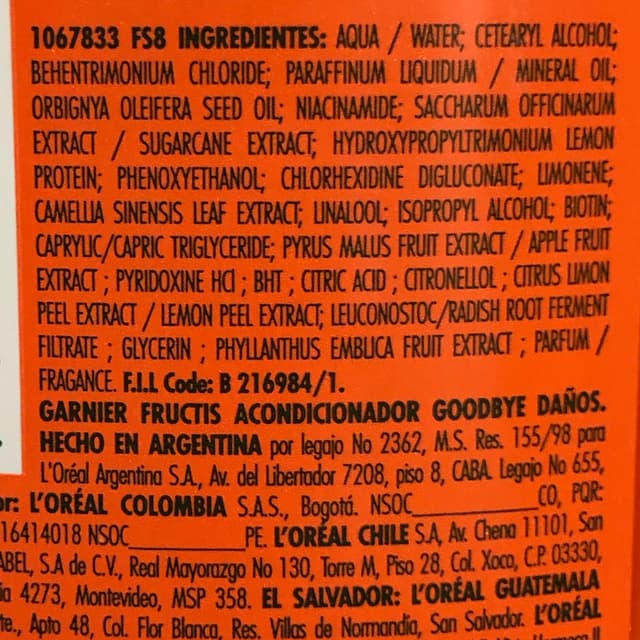 1067833 FS8 INGREDIENTES: AQUA / WATER; CETEARYL ALCOHOL;
BEHENTRIMONIUM CHLORIDE; PARAFFINUM LIQUIDUM / MINERAL OIL;
ORBIGNYA OLEIFERA SEED OIL; NIACINAMIDE; SACCHARUM OFFICINARUM
EXTRACT / SUGARCANE EXTRACT; HYDROXYPROPYLTRIMONIUM LEMON
PROTEIN; PHENOXYETHANOL; CHLORHEXIDINE DIGLUCONATE; LIMONENE;
CAMELLIA SINENSIS LEAF EXTRACT; LINALOOL; ISOPROPYL ALCOHOL; BIOTIN;
CAPRYLIC/CAPRIC TRIGLYCERIDE; PYRUS MALUS FRUIT EXTRACT / APPLE FRUIT
EXTRACT ; PYRIDOXINE HCl ; BHT ; CITRIC ACID ; CITRONELLOL ; CITRUS LIMON
PEEL EXTRACT / LEMON PEEL EXTRACT; LEUCONOSTOC/RADISH ROOT FERMENT
FILTRATE ; GLYCERIN ; PHYLLANTHUS EMBLICA FRUIT EXTRACT ; PARFUM /
FRAGANCE. F.I.L Code: B 216984/1.
GARNIER FRUCTIS ACONDICIONADOR GOODBYE DAÑOS.
HECHO EN ARGENTINA por legajo No 2362, M.S. Res. 155/98 para
L'Oréal Argentina S.A., Av. del Libertador 7208, piso 8, CABA. Legajo No 655,
or: L'ORÉAL COLOMBIA S.A.S., Bogotá. NSOC__________CO, PQR:
16414018 NSOC__________PE. L'ORÉAL CHILE S.A, Av. Chena 11101, San
ABEL, S.A de C.V., Real Mayorazgo No 130, Torre M, Piso 28, Col. Xoco, C.P. 03330,
ia 4273, Montevideo, MSP 358. EL SALVADOR: L'ORÉAL GUATEMALA
te., Apto 48, Col. Flor Blanca, Res. Villas de Normandía, San Salvador. L'ORÉAL